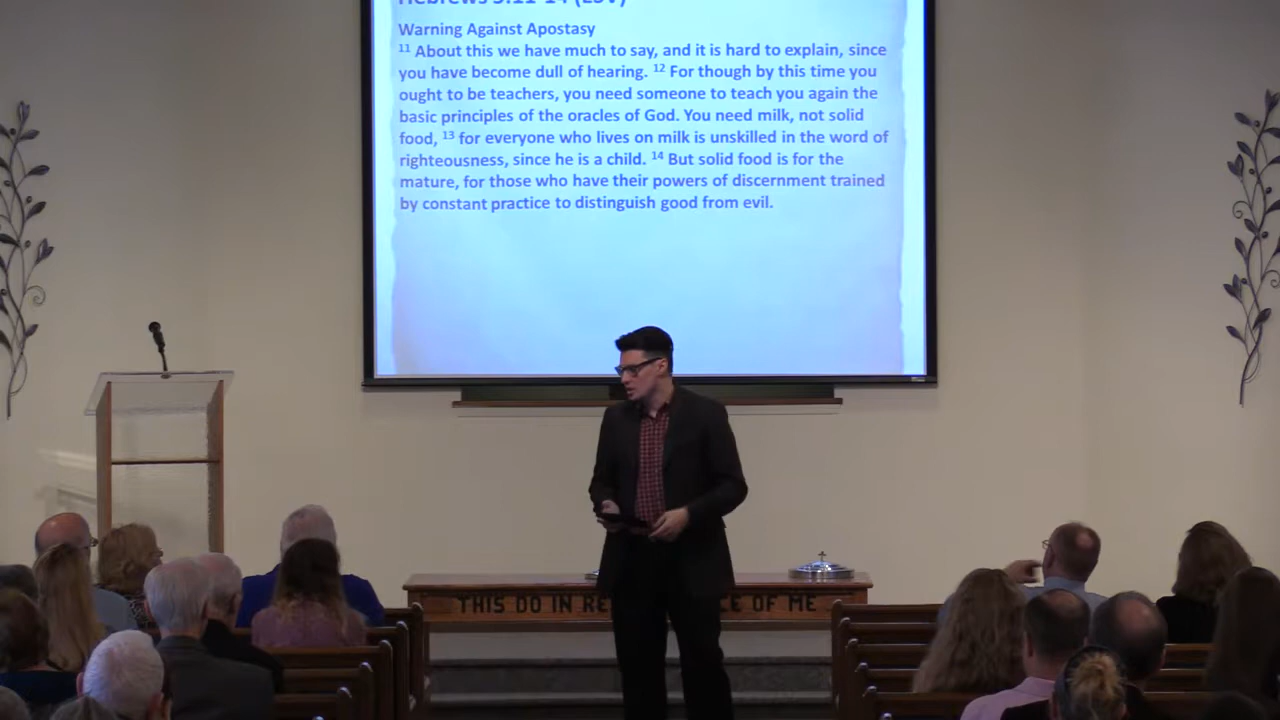 Hebrews 5:11-14 (ESV)
Warning Against Apostasy
11 About this we have much to say, and it is hard to explain, since
you have become dull of hearing. 12 For though by this time you
ought to be teachers, you need someone to teach you again the
basic principles of the oracles of God. You need milk, not solid
food, 13 for everyone who lives on milk is unskilled in the word of
righteousness, since he is a child. 14 But solid food is for the
mature, for those who have their powers of discernment trained
by constant practice to distinguish good from evil.
THIS DO IN RE CE OF ME